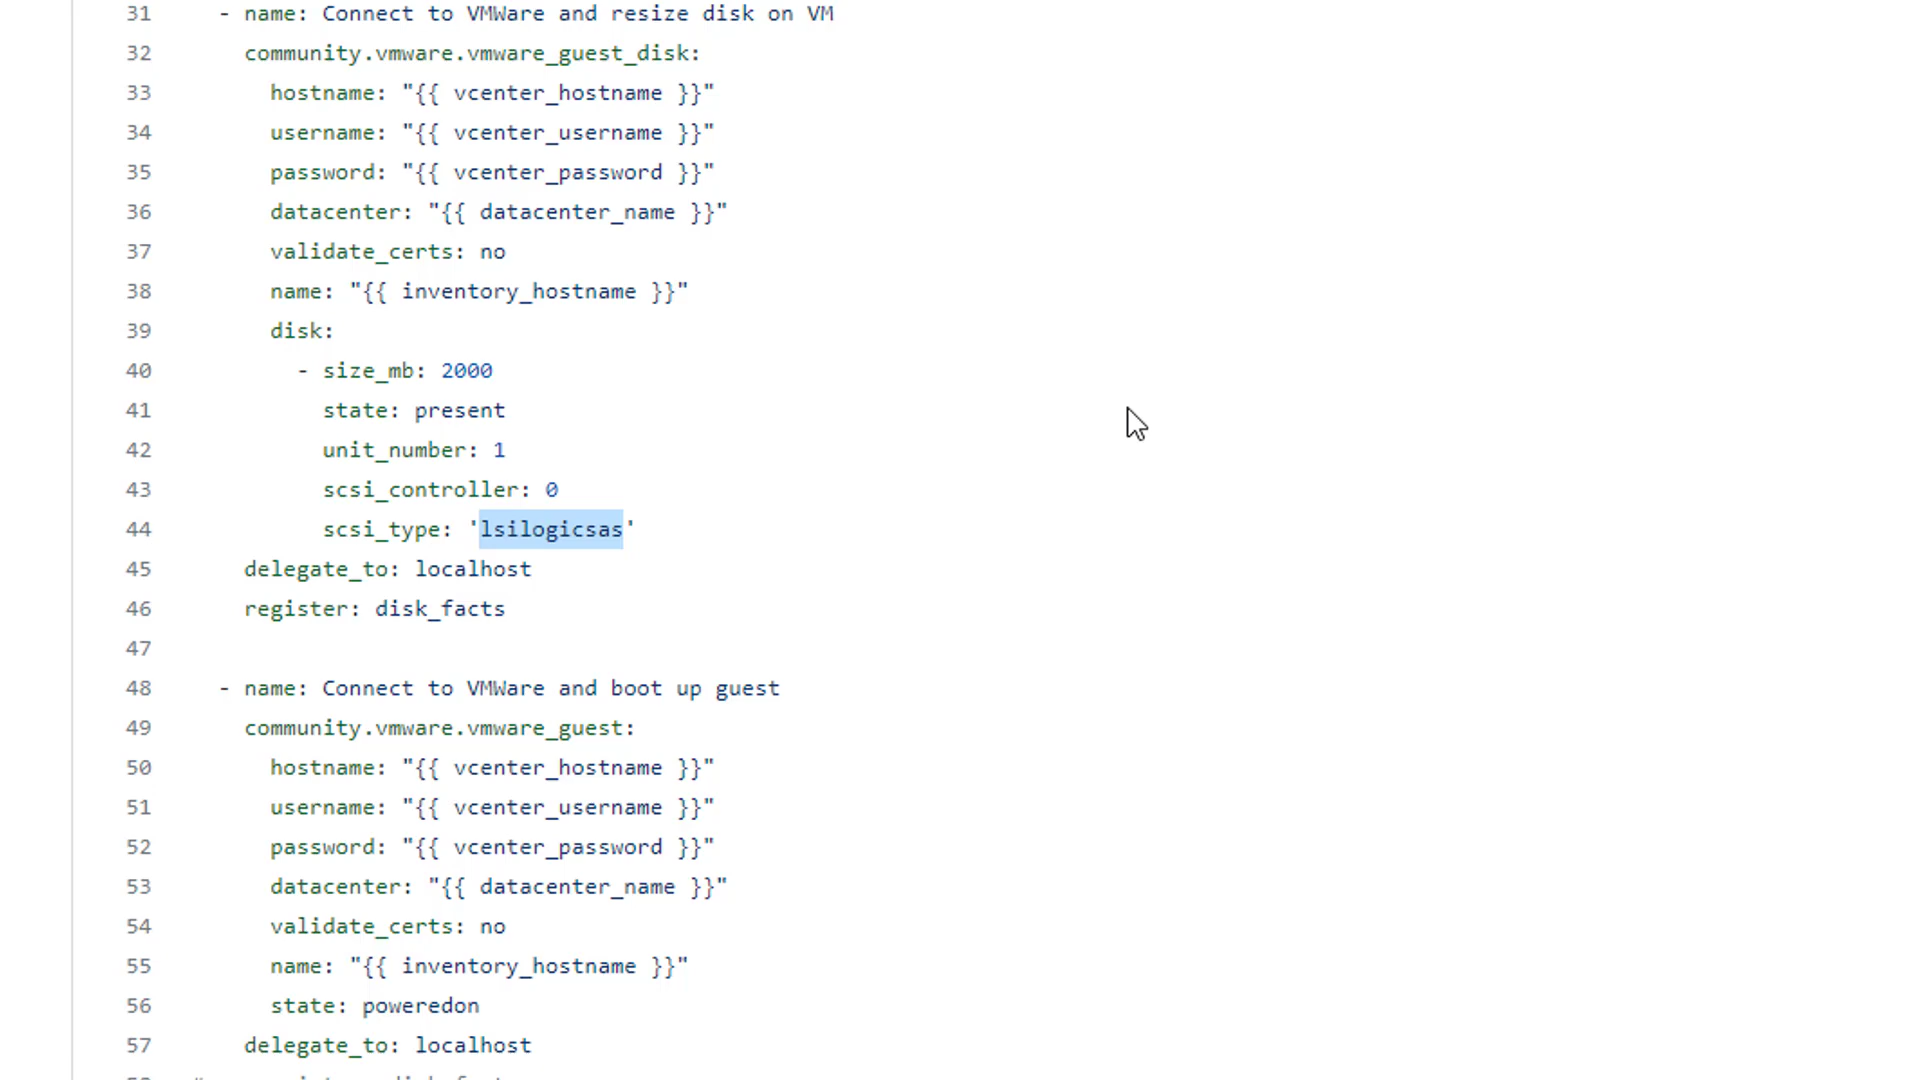 31 - name: Connect to VMWare and resize disk on VM
32 community.vmware.vmware_guest_disk:
33 hostname: "{{ vcenter_hostname }}"
34 username: "{{ vcenter_username }}"
35 password: "{{ vcenter_password }}"
36 datacenter: "{{ datacenter_name }}"
37 validate_certs: no
38 name: "{{ inventory_hostname }}"
39 disk:
40 - size_mb: 2000
41 state: present
42 unit_number: 1
43 scsi_controller: 0
44 scsi_type: 'lsilogicsas'
45 delegate_to: localhost
46 register: disk_facts
47
48 - name: Connect to VMWare and boot up guest
49 community.vmware.vmware_guest:
50 hostname: "{{ vcenter_hostname }}"
51 username: "{{ vcenter_username }}"
52 password: "{{ vcenter_password }}"
53 datacenter: "{{ datacenter_name }}"
54 validate_certs: no
55 name: "{{ inventory_hostname }}"
56 state: poweredon
57 delegate_to: localhost